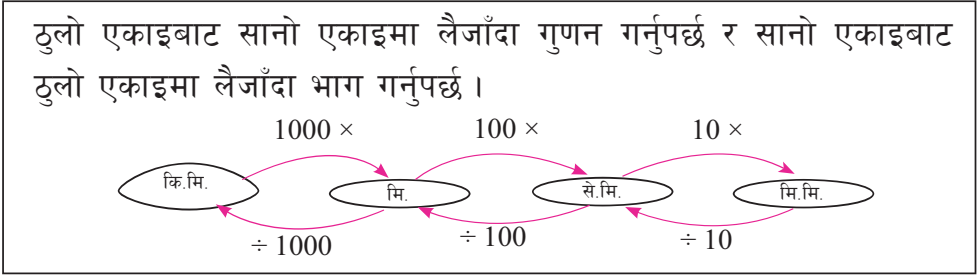 ठुलो एकाइबाट सानो एकाइमा लैजाँदा गुणन गर्नुपर्छ र सानो एकाइबाट
ठुलो एकाइमा लैजाँदा भाग गर्नुपर्छ ।
1000 × 100 × 10 ×
कि.मि. मि. से.मि. मि.मि.
÷ 1000 ÷ 100 ÷ 10